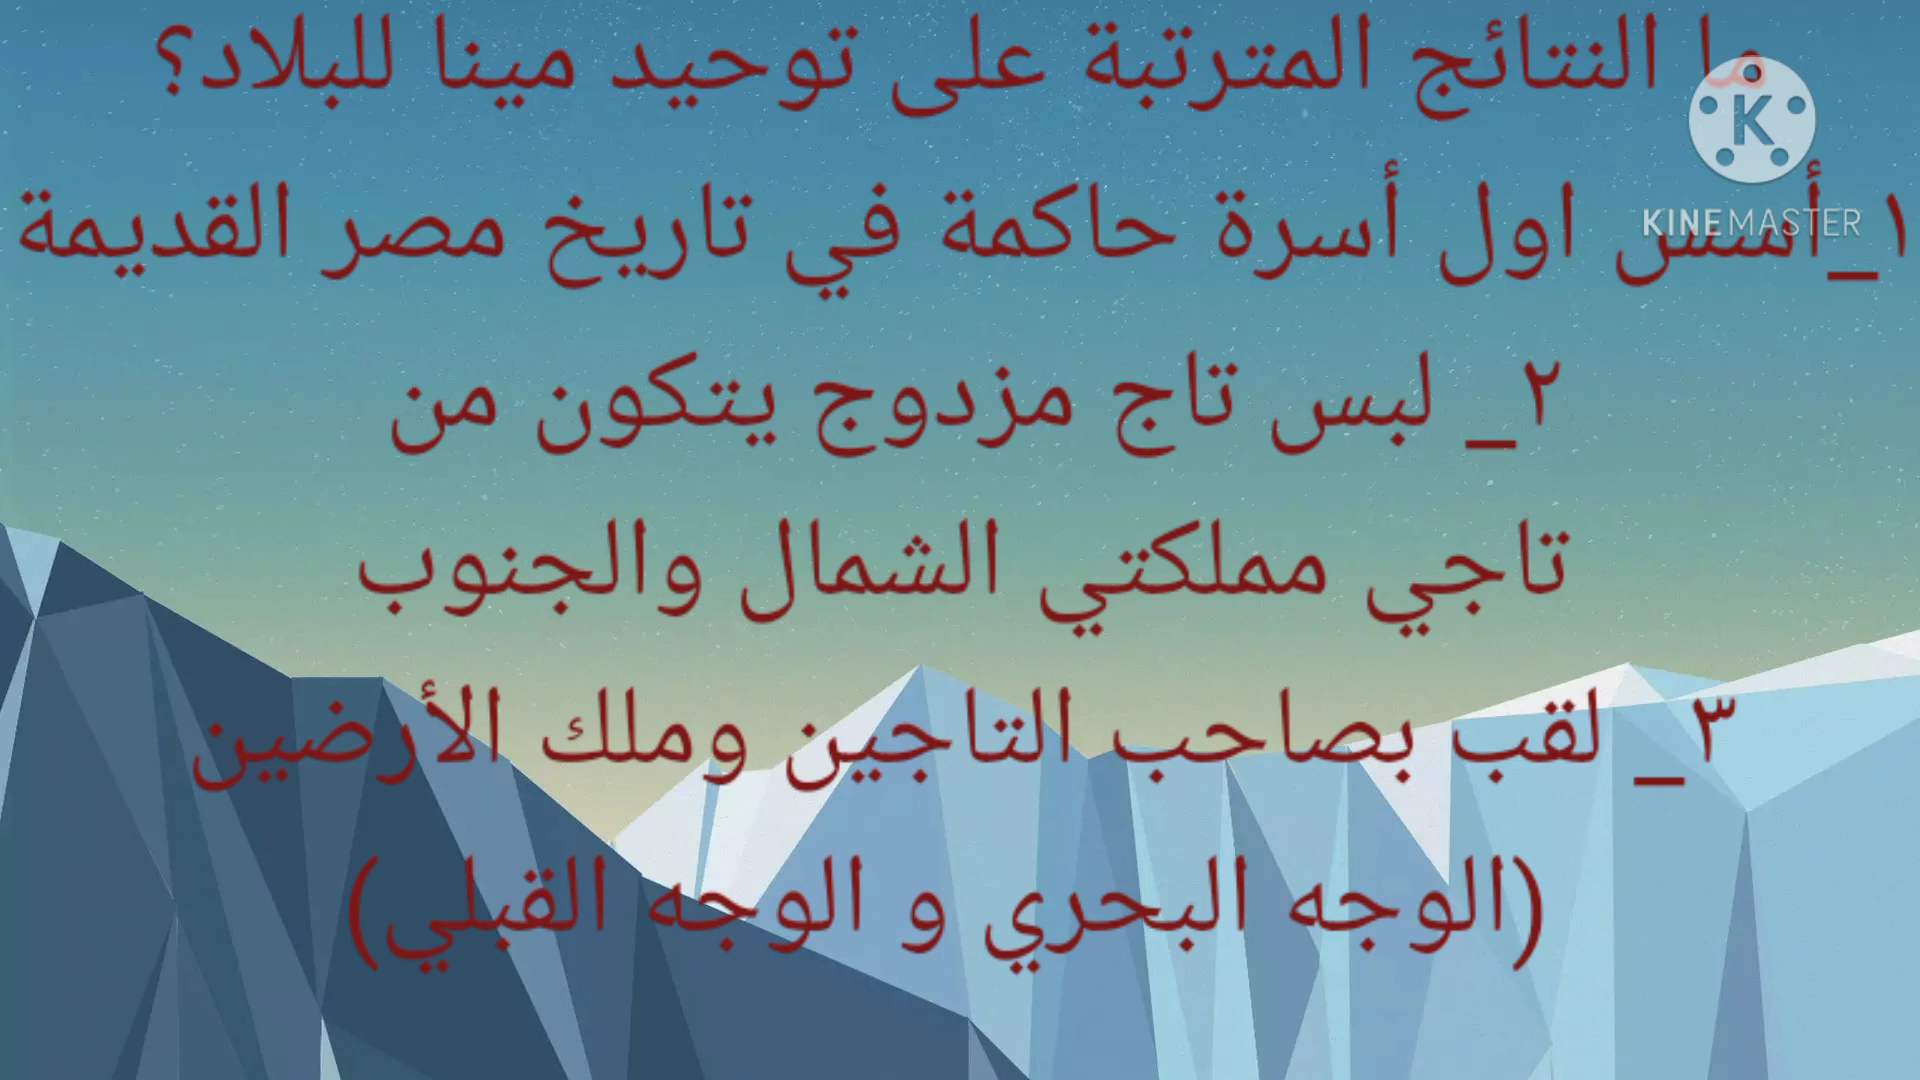 ما النتائج المترتبة على توحيد مينا للبلاد؟
١_أسس اول أسرة حاكمة في تاريخ مصر القديمة
٢_ لبس تاج مزدوج يتكون من
تاجي مملكتي الشمال والجنوب
٣_ لقب بصاحب التاجين وملك الأرضين
(الوجه البحري و الوجه القبلي)
K
KINEMASTER